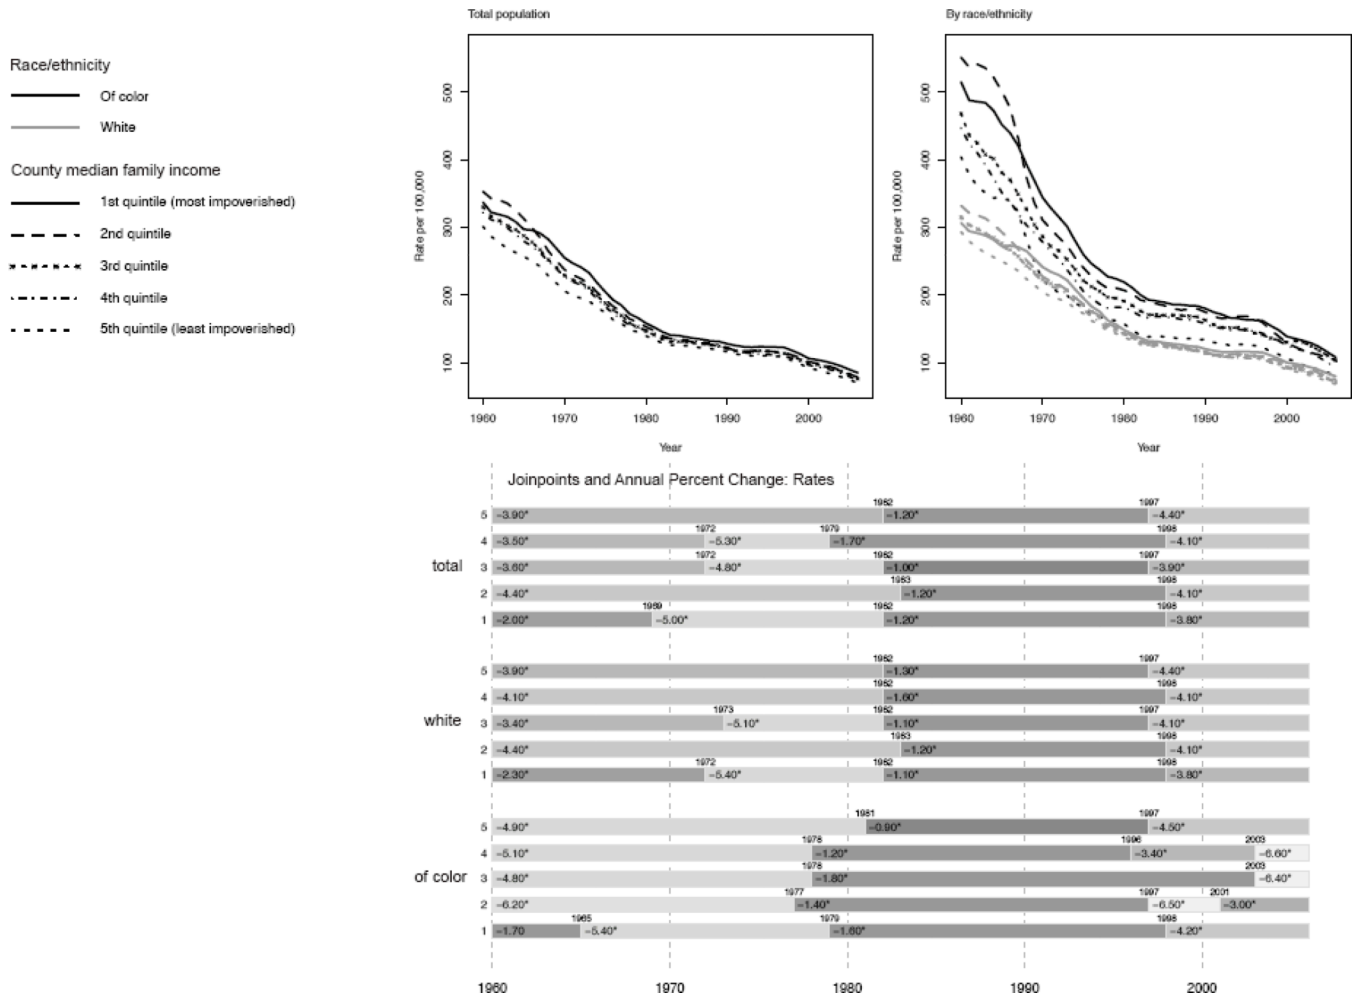 Total population
By race/ethnicity
Race/ethnicity
Of color
White
County median family income
1st quintile (most impoverished)
2nd quintile
3rd quintile
4th quintile
5th quintile (least impoverished)
Rate per 100,000
500
400
300
200
100
1960 1970 1980 1990 2000
Year
Rate per 100,000
500
400
300
200
100
1960 1970 1980 1990 2000
Year
Joinpoints and Annual Percent Change: Rates
total
1982 1997
5 −3.90* −1.20* −4.40*
1972 1979 1998
4 −3.50* −5.30* −1.70* −4.10*
1972 1982 1997
3 −3.60* −4.80* −1.00* −3.90*
1983 1998
2 −4.40* −1.20* −4.10*
1969 1982 1998
1 −2.00* −5.00* −1.20* −3.80*
white
1982 1997
5 −3.90* −1.30* −4.40*
1982 1998
4 −4.10* −1.60* −4.10*
1973 1982 1997
3 −3.40* −5.10* −1.10* −4.10*
1983 1998
2 −4.40* −1.20* −4.10*
1972 1982 1998
1 −2.30* −5.40* −1.10* −3.80*
of color
1981 1997
5 −4.90* −0.90* −4.50*
1978 1996 2003
4 −5.10* −1.20* −3.40* −6.60*
1978 2003
3 −4.80* −1.80* −6.40*
1977 1997 2001
2 −6.20* −1.40* −6.50* −3.00*
1965 1979 1998
1 −1.70 −5.40* −1.60* −4.20*
1960 1970 1980 1990 2000